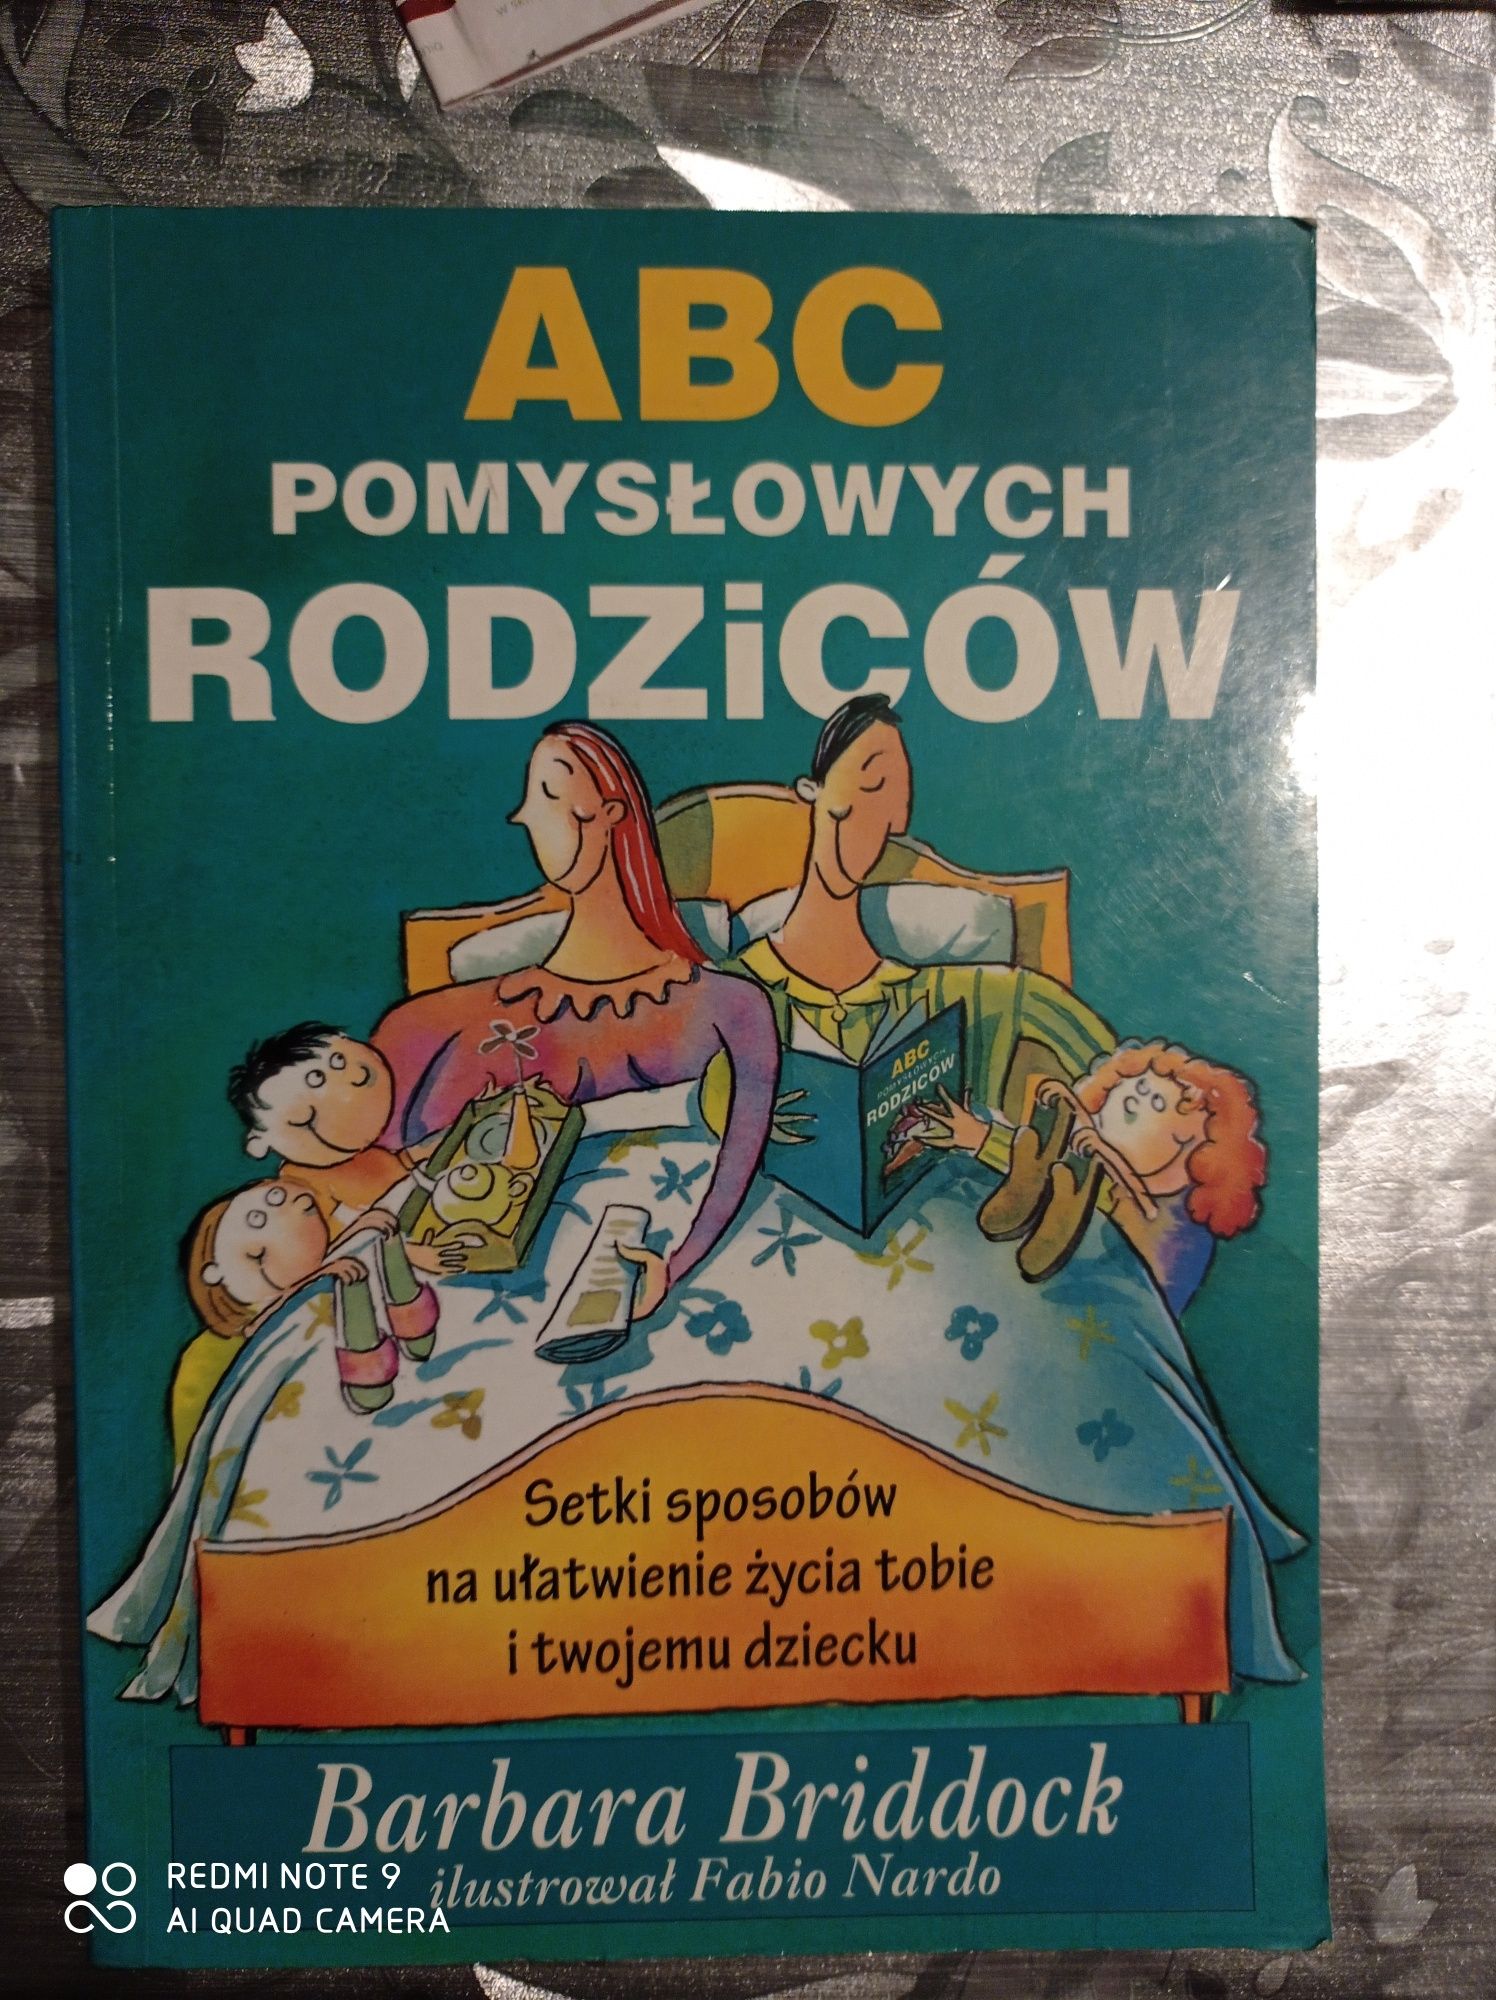 ABC
POMYSŁOWYCH
RODZiCÓW
ABC
POMYSŁOWYCH
RODZICÓW
Setki sposobów
na ułatwienie życia tobie
i twojemu dziecku
Barbara Briddock
ilustrował Fabio Nardo
REDMI NOTE 9
AI QUAD CAMERA